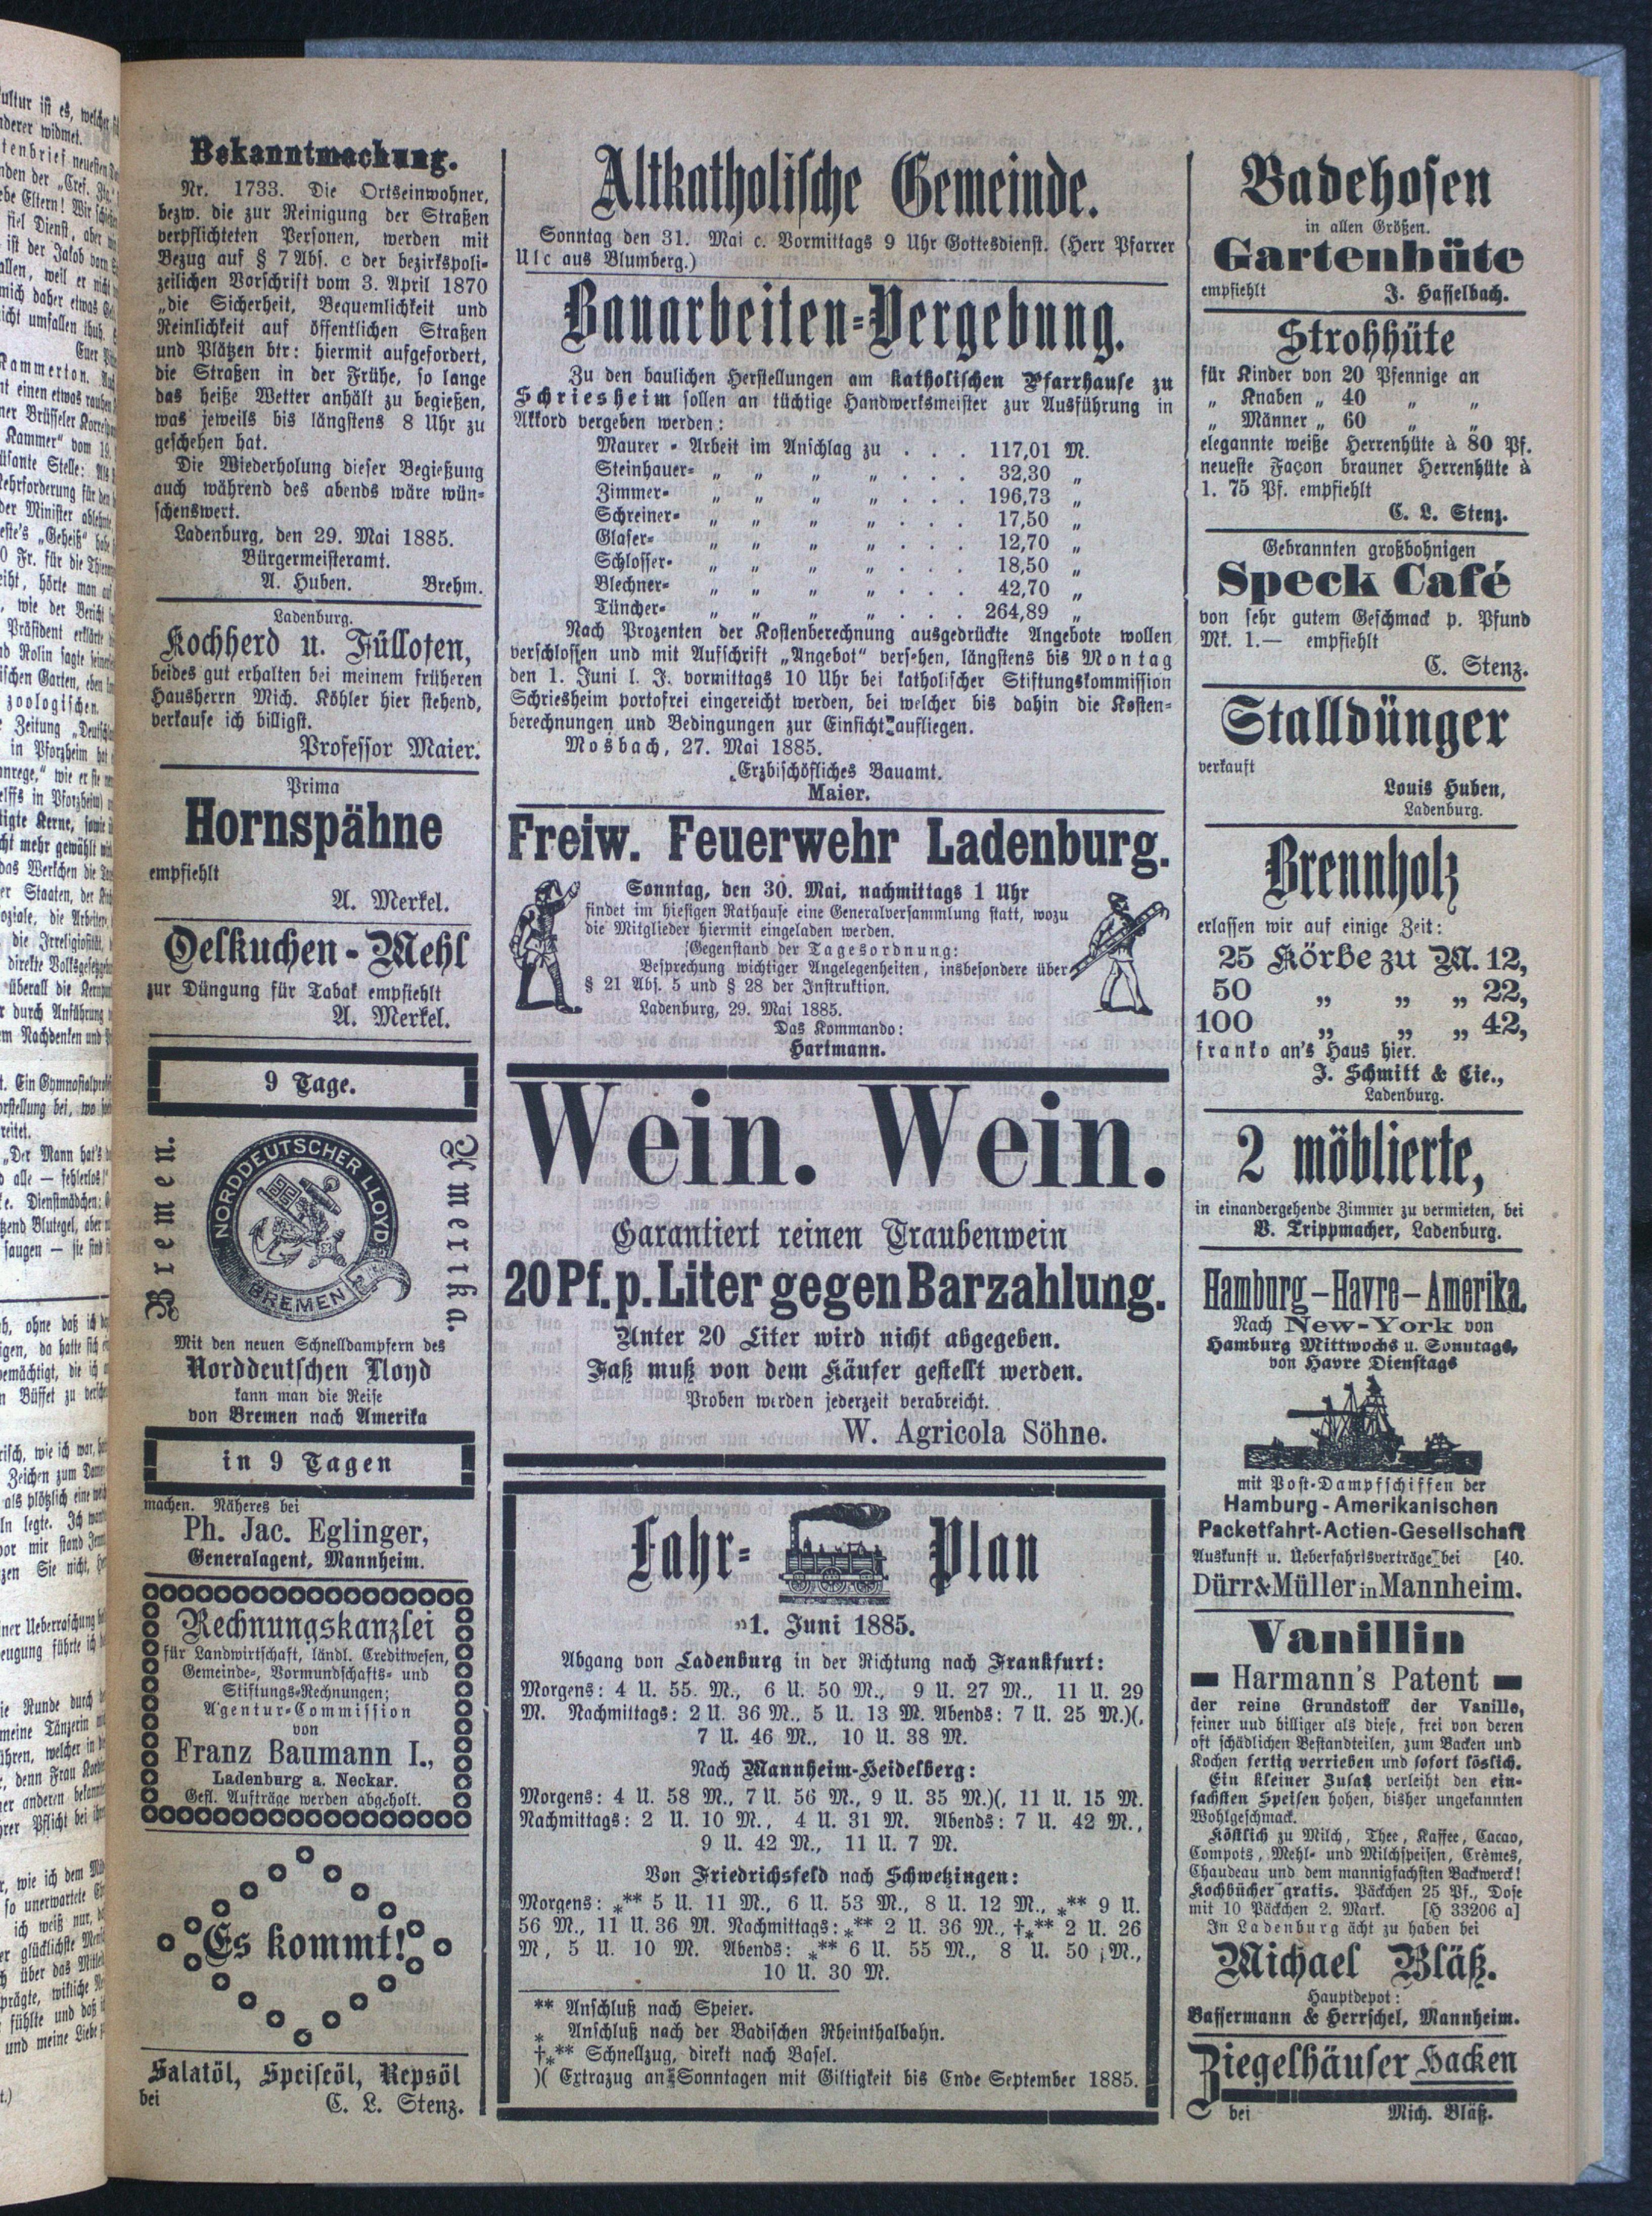 Bekanntmachung.
Nr. 1733. Die Ortseinwohner,
bezw. die zur Reinigung der Straßen
verpflichteten Personen, werden mit
Bezug auf § 7 Abs. c der bezirkspoli-
zeilichen Vorschrift vom 3. April 1870
„die Sicherheit, Bequemlichkeit und
Reinlichkeit auf öffentlichen Straßen
und Plätzen btr: hiermit aufgefordert,
die Straßen in der Frühe, so lange
das heiße Wetter anhält zu begießen,
was jeweils bis längstens 8 Uhr zu
geschehen hat.
Die Wiederholung dieser Begießung
auch während des abends wäre wün-
schenswert.
Ladenburg, den 29. Mai 1885.
Bürgermeisteramt.
A. Huben. Brehm.
Ladenburg.
Kochherd u. Füllofen,
beides gut erhalten bei meinem früheren
Hausherrn Mich. Köhler hier stehend,
verkaufe ich billigst.
Professor Maier.
Prima
Hornspähne
empfiehlt
A. Merkel.
Oelkuchen-Mehl
zur Düngung für Tabak empfiehlt
A. Merkel.
9 Tage.
Bremen.
NORDDEUTSCHER LLOYD
BREMEN
Amerika.
Mit den neuen Schnelldampfern des
Norddeutschen Lloyd
kann man die Reise
von Bremen nach Amerika
in 9 Tagen
machen. Näheres bei
Ph. Jac. Eglinger,
Generalagent, Mannheim.
Rechnungskanzlei
für Landwirtschaft, ländl. Creditwesen,
Gemeinde-, Vormundschafts- und
Stiftungs-Rechnungen;
Agentur-Commission
von
Franz Baumann I.,
Ladenburg a. Neckar.
Gefl. Aufträge werden abgeholt.
Es kommt!
Salatöl, Speiseöl, Repsöl
bei C. L. Stenz.
Altkatholische Gemeinde.
Sonntag den 31. Mai c. Vormittags 9 Uhr Gottesdienst. (Herr Pfarrer
Ule aus Blumberg.)
Bauarbeiten-Vergebung.
Zu den baulichen Herstellungen am katholischen Pfarrhause zu
Schriesheim sollen an tüchtige Handwerksmeister zur Ausführung in
Akkord vergeben werden:
Maurer-Arbeit im Anschlag zu . . . 117,01 M.
Steinhauer- „ „ „ „ . . . 32,30 „
Zimmer- „ „ „ „ . . . 196,73 „
Schreiner- „ „ „ „ . . . 17,50 „
Glaser- „ „ „ „ . . . 12,70 „
Schlosser- „ „ „ „ . . . 18,50 „
Blechner- „ „ „ „ . . . 42,70 „
Tüncher- „ „ „ „ . . . 264,89 „
Nach Prozenten der Kostenberechnung ausgedrückte Angebote wollen
verschlossen und mit Aufschrift „Angebot“ versehen, längstens bis Montag
den 1. Juni l. J. vormittags 10 Uhr bei katholischer Stiftungskommission
Schriesheim portofrei eingereicht werden, bei welcher bis dahin die Kosten-
berechnungen und Bedingungen zur Einsicht aufliegen.
Mosbach, 27. Mai 1885.
Erzbischöfliches Bauamt.
Maier.
Freiw. Feuerwehr Ladenburg.
Sonntag, den 30. Mai, nachmittags 1 Uhr
findet im hiesigen Rathause eine Generalversammlung statt, wozu
die Mitglieder hiermit eingeladen werden.
Gegenstand der Tagesordnung:
Besprechung wichtiger Angelegenheiten, insbesondere über
§ 21 Abs. 5 und § 28 der Instruktion.
Ladenburg, 29. Mai 1885.
Das Kommando:
Hartmann.
Wein. Wein.
Garantiert reinen Traubenwein
20 Pf. p. Liter gegen Barzahlung.
Unter 20 Liter wird nicht abgegeben.
Faß muß von dem Käufer gestellt werden.
Proben werden jederzeit verabreicht.
W. Agricola Söhne.
Fahr- Plan
1. Juni 1885.
Abgang von Ladenburg in der Richtung nach Frankfurt:
Morgens: 4 U. 55. M., 6 U. 50 M., 9 U. 27 M., 11 U. 29
M. Nachmittags: 2 U. 36 M., 5 U. 13 M. Abends: 7 U. 25 M.)(,
7 U. 46 M., 10 U. 38 M.
Nach Mannheim-Heidelberg:
Morgens: 4 U. 58 M., 7 U. 56 M., 9 U. 35 M.)(, 11 U. 15 M.
Nachmittags: 2 U. 10 M., 4 U. 31 M. Abends: 7 U. 42 M.,
9 U. 42 M., 11 U. 7 M.
Von Friedrichsfeld nach Schwetzingen:
Morgens: *** 5 U. 11 M., 6 U. 53 M., 8 U. 12 M., *** 9 U.
56 M., 11 U. 36 M. Nachmittags: *** 2 U. 36 M., †*** 2 U. 26
M, 5 U. 10 M. Abends: *** 6 U. 55 M., 8 U. 50 M.,
10 U. 30 M.
** Anschluß nach Speier.
* Anschluß nach der Badischen Rheinthalbahn.
†*** Schnellzug, direkt nach Basel.
)( Extrazug an Sonntagen mit Giltigkeit bis Ende September 1885.
Badehosen
in allen Größen.
Gartenhüte
empfiehlt J. Hasselbach.
Strohhüte
für Kinder von 20 Pfennige an
„ Knaben „ 40 „ „
„ Männer „ 60 „ „
elegannte weiße Herrenhüte à 80 Pf.
neueste Façon brauner Herrenhüte à
1. 75 Pf. empfiehlt
C. L. Stenz.
Gebrannten großbohnigen
Speck Café
von sehr gutem Geschmack p. Pfund
Mk. 1.— empfiehlt
C. Stenz.
Stalldünger
verkauft
Louis Huben,
Ladenburg.
Brennholz
erlassen wir auf einige Zeit:
25 Körbe zu M. 12,
50 „ „ „ 22,
100 „ „ „ 42,
franko an's Haus hier.
J. Schmitt & Cie.,
Ladenburg.
2 möblierte,
in einandergehende Zimmer zu vermieten, bei
V. Trippmacher, Ladenburg.
Hamburg–Havre–Amerika.
Nach New-York von
Hamburg Mittwochs u. Sonntags,
von Havre Dienstags
mit Post-Dampfschiffen der
Hamburg-Amerikanischen
Packetfahrt-Actien-Gesellschaft
Auskunft u. Ueberfahrtsverträge bei [40.
Dürr & Müller in Mannheim.
Vanillin
Harmann's Patent
der reine Grundstoff der Vanille,
feiner und billiger als diese, frei von deren
oft schädlichen Bestandteilen, zum Backen und
Kochen fertig verrieben und sofort löslich.
Ein kleiner Zusatz verleiht den ein-
fachsten Speisen hohen, bisher ungekannten
Wohlgeschmack.
Köstlich zu Milch, Thee, Kaffee, Cacao,
Compots, Mehl- und Milchspeisen, Crêmes,
Chaudeau und dem mannigfachsten Backwerck!
Kochbücher gratis. Päckchen 25 Pf., Dose
mit 10 Päckchen 2. Mark. [H 33206 a]
In Ladenburg ächt zu haben bei
Michael Bläß.
Hauptdepot:
Bassermann & Herrschel, Mannheim.
Ziegelhäuser Hacken
bei Mich. Bläß.